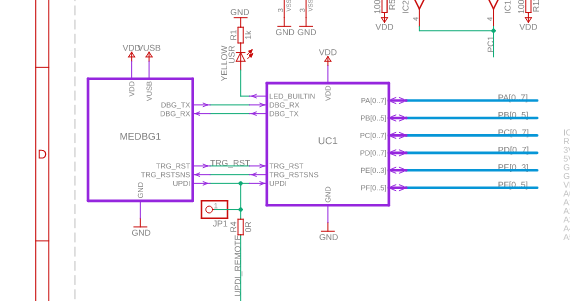 GND
3
VSS
3
VSS
GND
GND
100
R5
VDD
IC2
4
4
IC1
100
VDD
PC1
R1
1k
YELLOW
USR
VDD
VUSB
VDD
VUSB
DBG_TX
DBG_RX
MEDBG1
TRG_RST
TRG_RSTSNS
UPDI
GND
GND
TRG_RST
VDD
VDD
LED_BUILTIN
DBG_RX
DBG_TX
UC1
TRG_RST
TRG_RSTSNS
UPDI
GND
GND
PA[0..7]
PB[0..5]
PC[0..7]
PD[0..7]
PE[0..3]
PF[0..5]
PA[0..7]
PB[0..5]
PC[0..7]
PD[0..7]
PE[0..3]
PF[0..5]
D
1
JP1
R4
0R
UPDI_REMOTE